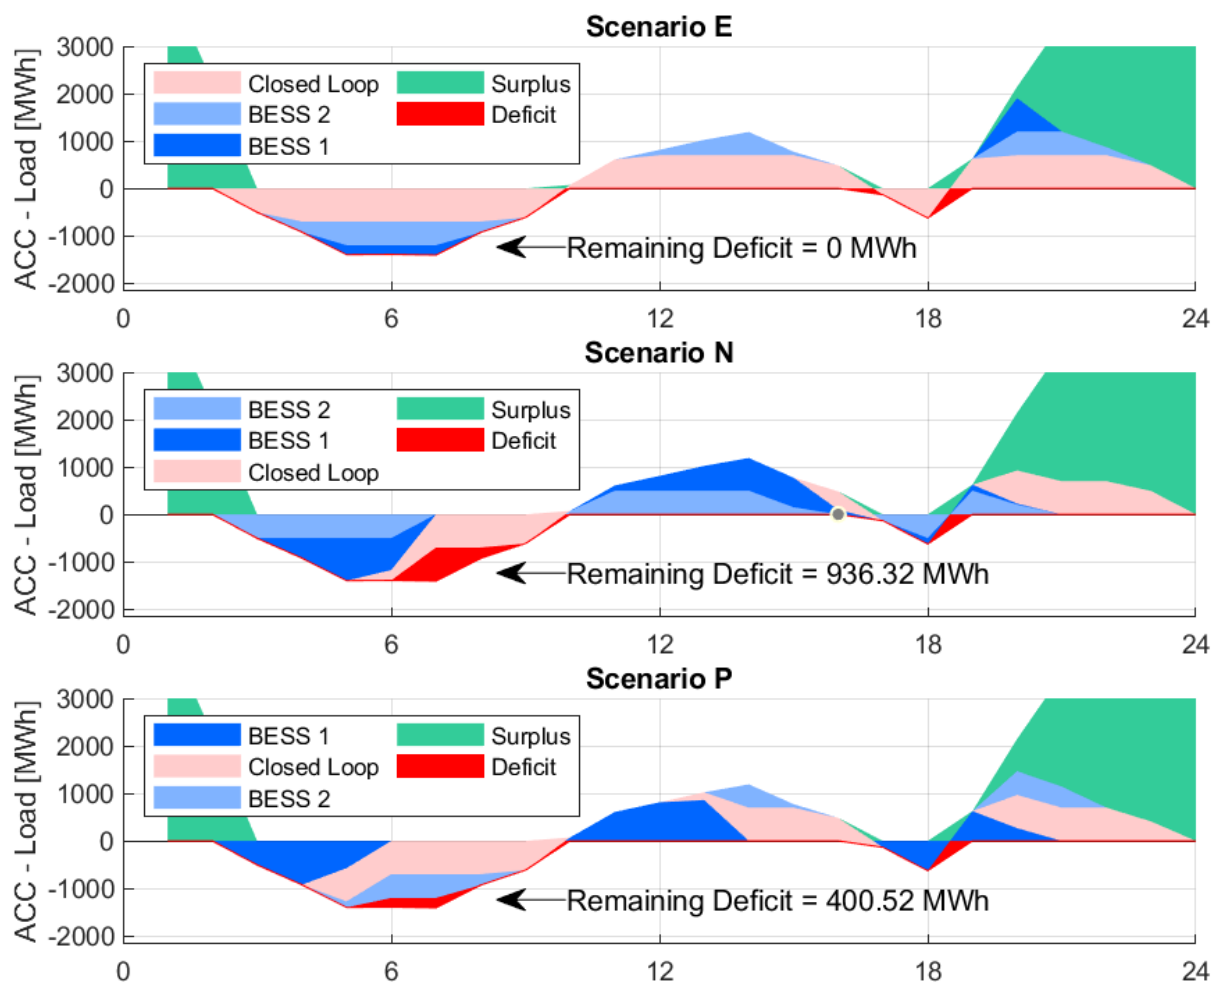 Scenario E
ACC - Load [MWh]
3000
2000
1000
0
-1000
-2000
Closed Loop
BESS 2
BESS 1
Surplus
Deficit
Remaining Deficit = 0 MWh
0 6 12 18 24
Scenario N
ACC - Load [MWh]
3000
2000
1000
0
-1000
-2000
BESS 2
BESS 1
Closed Loop
Surplus
Deficit
Remaining Deficit = 936.32 MWh
0 6 12 18 24
Scenario P
ACC - Load [MWh]
3000
2000
1000
0
-1000
-2000
BESS 1
Closed Loop
BESS 2
Surplus
Deficit
Remaining Deficit = 400.52 MWh
0 6 12 18 24